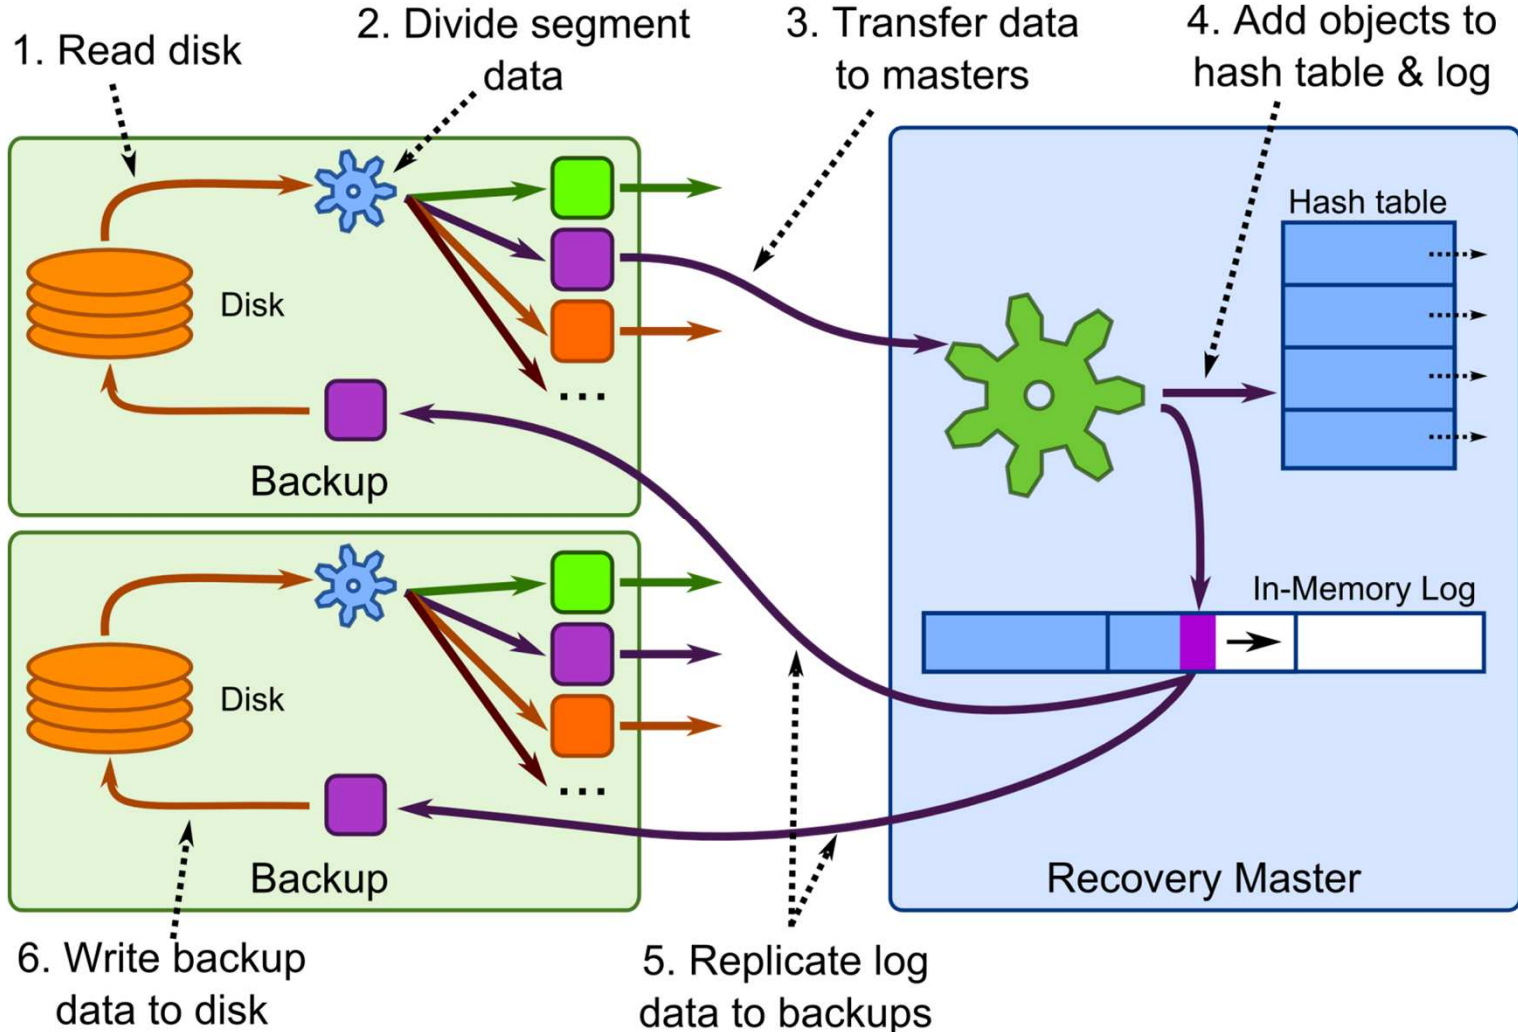 1. Read disk
2. Divide segment
data
3. Transfer data
to masters
4. Add objects to
hash table & log
Disk
...
Backup
Hash table
Disk
...
Backup
In-Memory Log
Recovery Master
6. Write backup
data to disk
5. Replicate log
data to backups